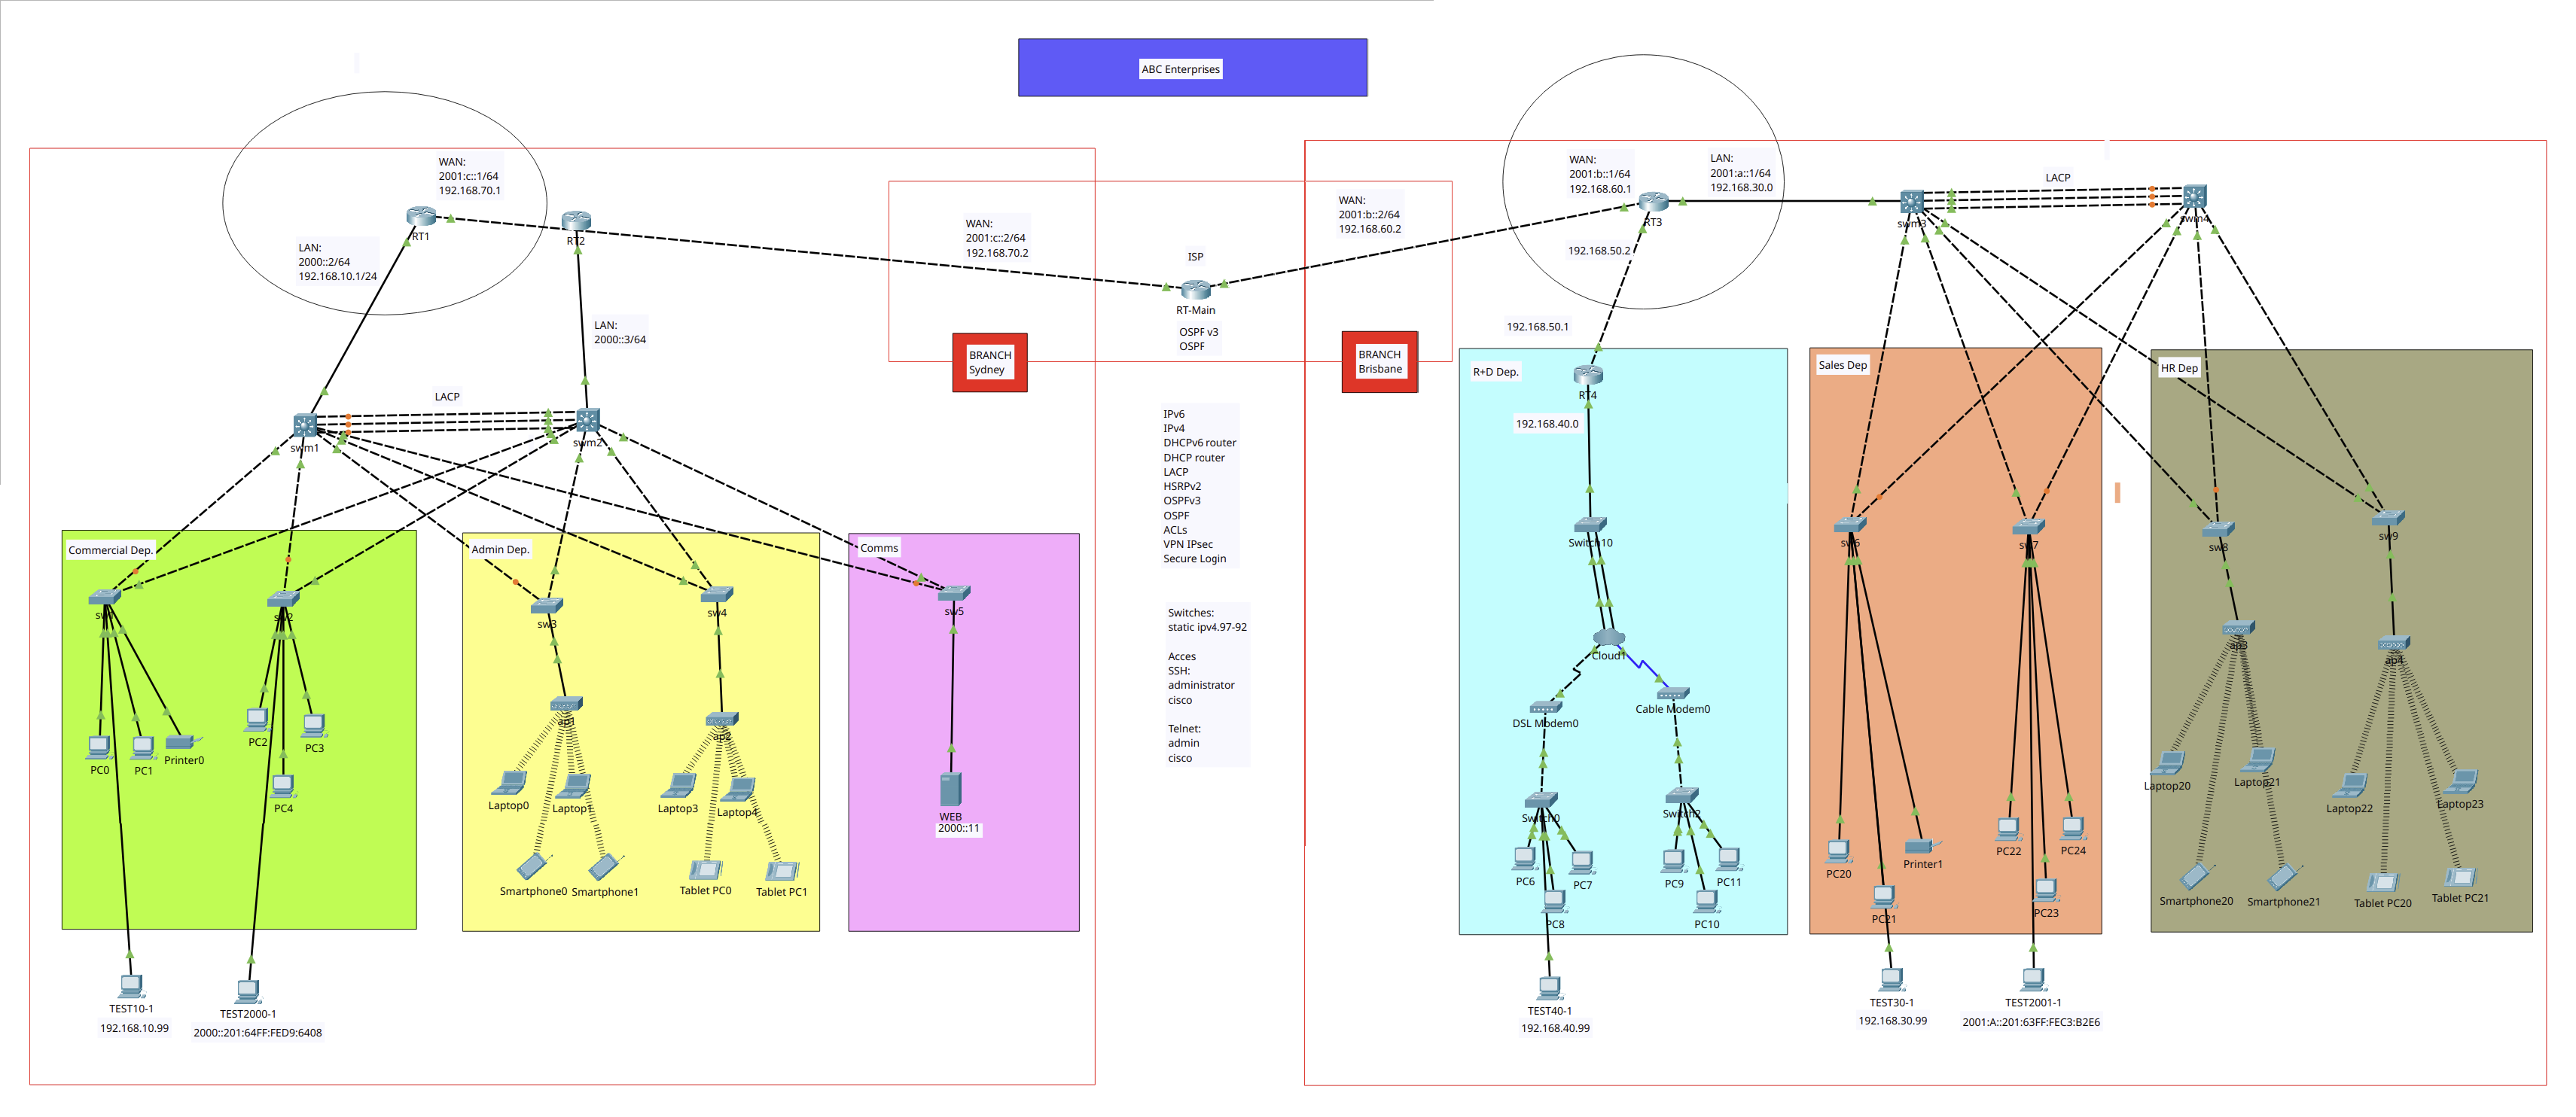 ABC Enterprises
WAN:
2001:c::1/64
192.168.70.1
RT1
LAN:
2000::2/64
192.168.10.1/24
RT2
LAN:
2000::3/64
WAN:
2001:c::2/64
192.168.70.2
ISP
RT-Main
OSPF v3
OSPF
WAN:
2001:b::2/64
192.168.60.2
WAN:
2001:b::1/64
192.168.60.1
LAN:
2001:a::1/64
192.168.30.0
RT3
192.168.50.2
LACP
swm3
swm4
BRANCH
Sydney
BRANCH
Brisbane
192.168.50.1
LACP
swm1
swm2
IPv6
IPv4
DHCPv6 router
DHCP router
LACP
HSRPv2
OSPFv3
OSPF
ACLs
VPN IPsec
Secure Login
Switches:
static ipv4.97-92
Acces
SSH:
administrator
cisco
Telnet:
admin
cisco
Commercial Dep.
sw2
PC0
PC1
Printer0
PC2
PC3
PC4
TEST10-1
192.168.10.99
TEST2000-1
2000::201:64FF:FED9:6408
Admin Dep.
sw3
sw4
ap1
ap2
Laptop0
Laptop1
Laptop3
Laptop4
Smartphone0
Smartphone1
Tablet PC0
Tablet PC1
Comms
sw5
WEB
2000::11
R+D Dep.
RT4
192.168.40.0
Switch10
Cloud1
DSL Modem0
Cable Modem0
Switch0
Switch2
PC6
PC7
PC8
PC9
PC11
PC10
TEST40-1
192.168.40.99
Sales Dep
sw6
sw7
PC20
Printer1
PC21
PC22
PC24
PC23
TEST30-1
192.168.30.99
TEST2001-1
2001:A::201:63FF:FEC3:B2E6
HR Dep
sw8
sw9
ap3
ap4
Laptop20
Laptop21
Laptop22
Laptop23
Smartphone20
Smartphone21
Tablet PC20
Tablet PC21